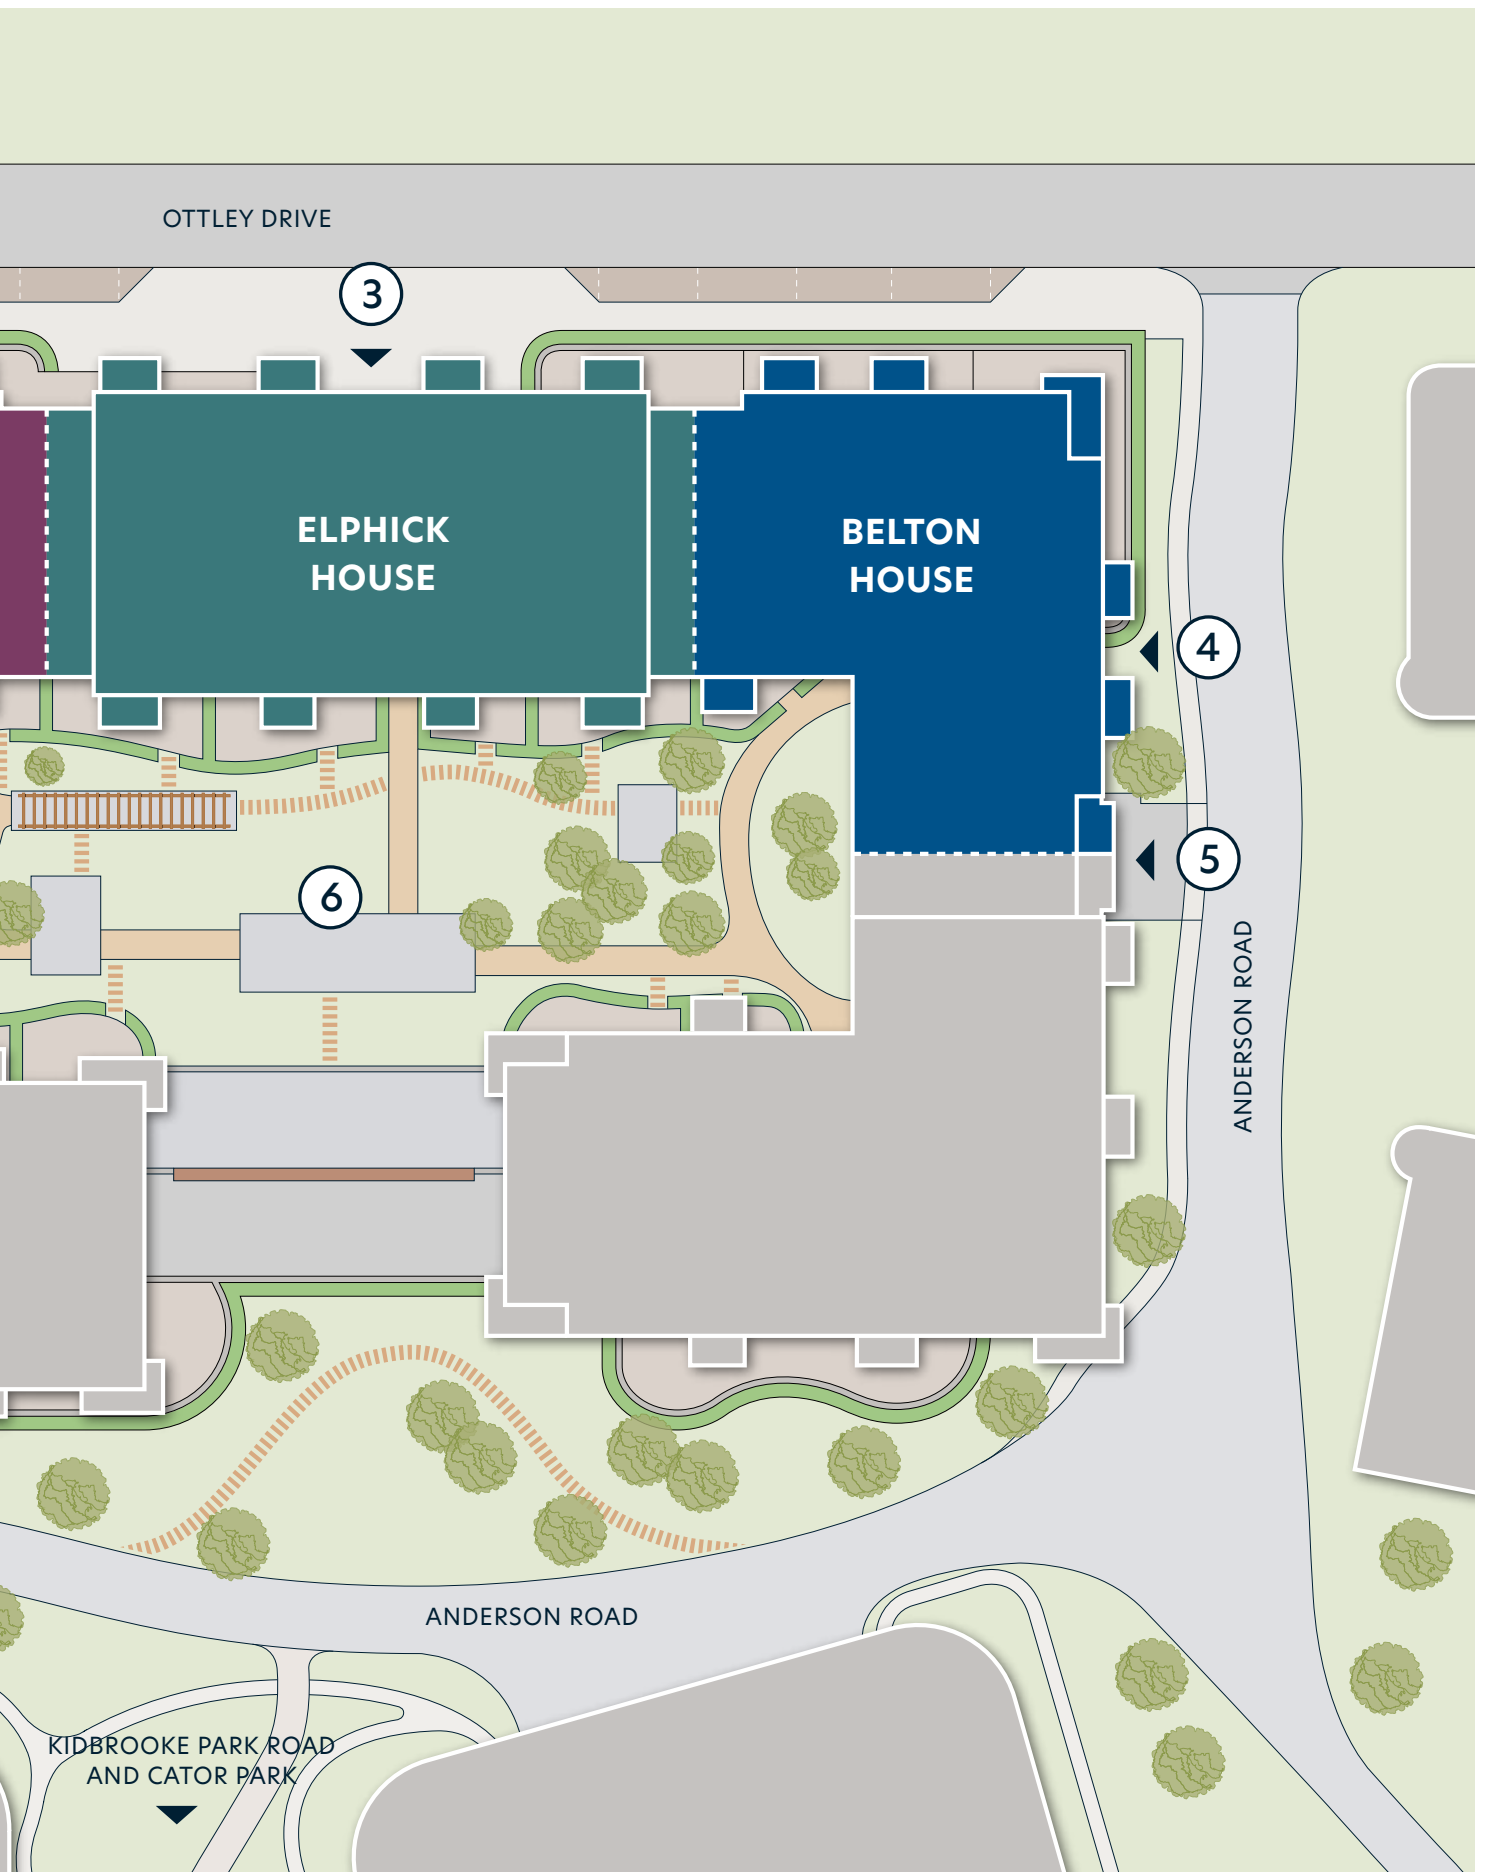 OTTLEY DRIVE
3
ELPHICK
HOUSE
BELTON
HOUSE
4
5
6
ANDERSON ROAD
ANDERSON ROAD
KIDBROOKE PARK ROAD
AND CATOR PARK